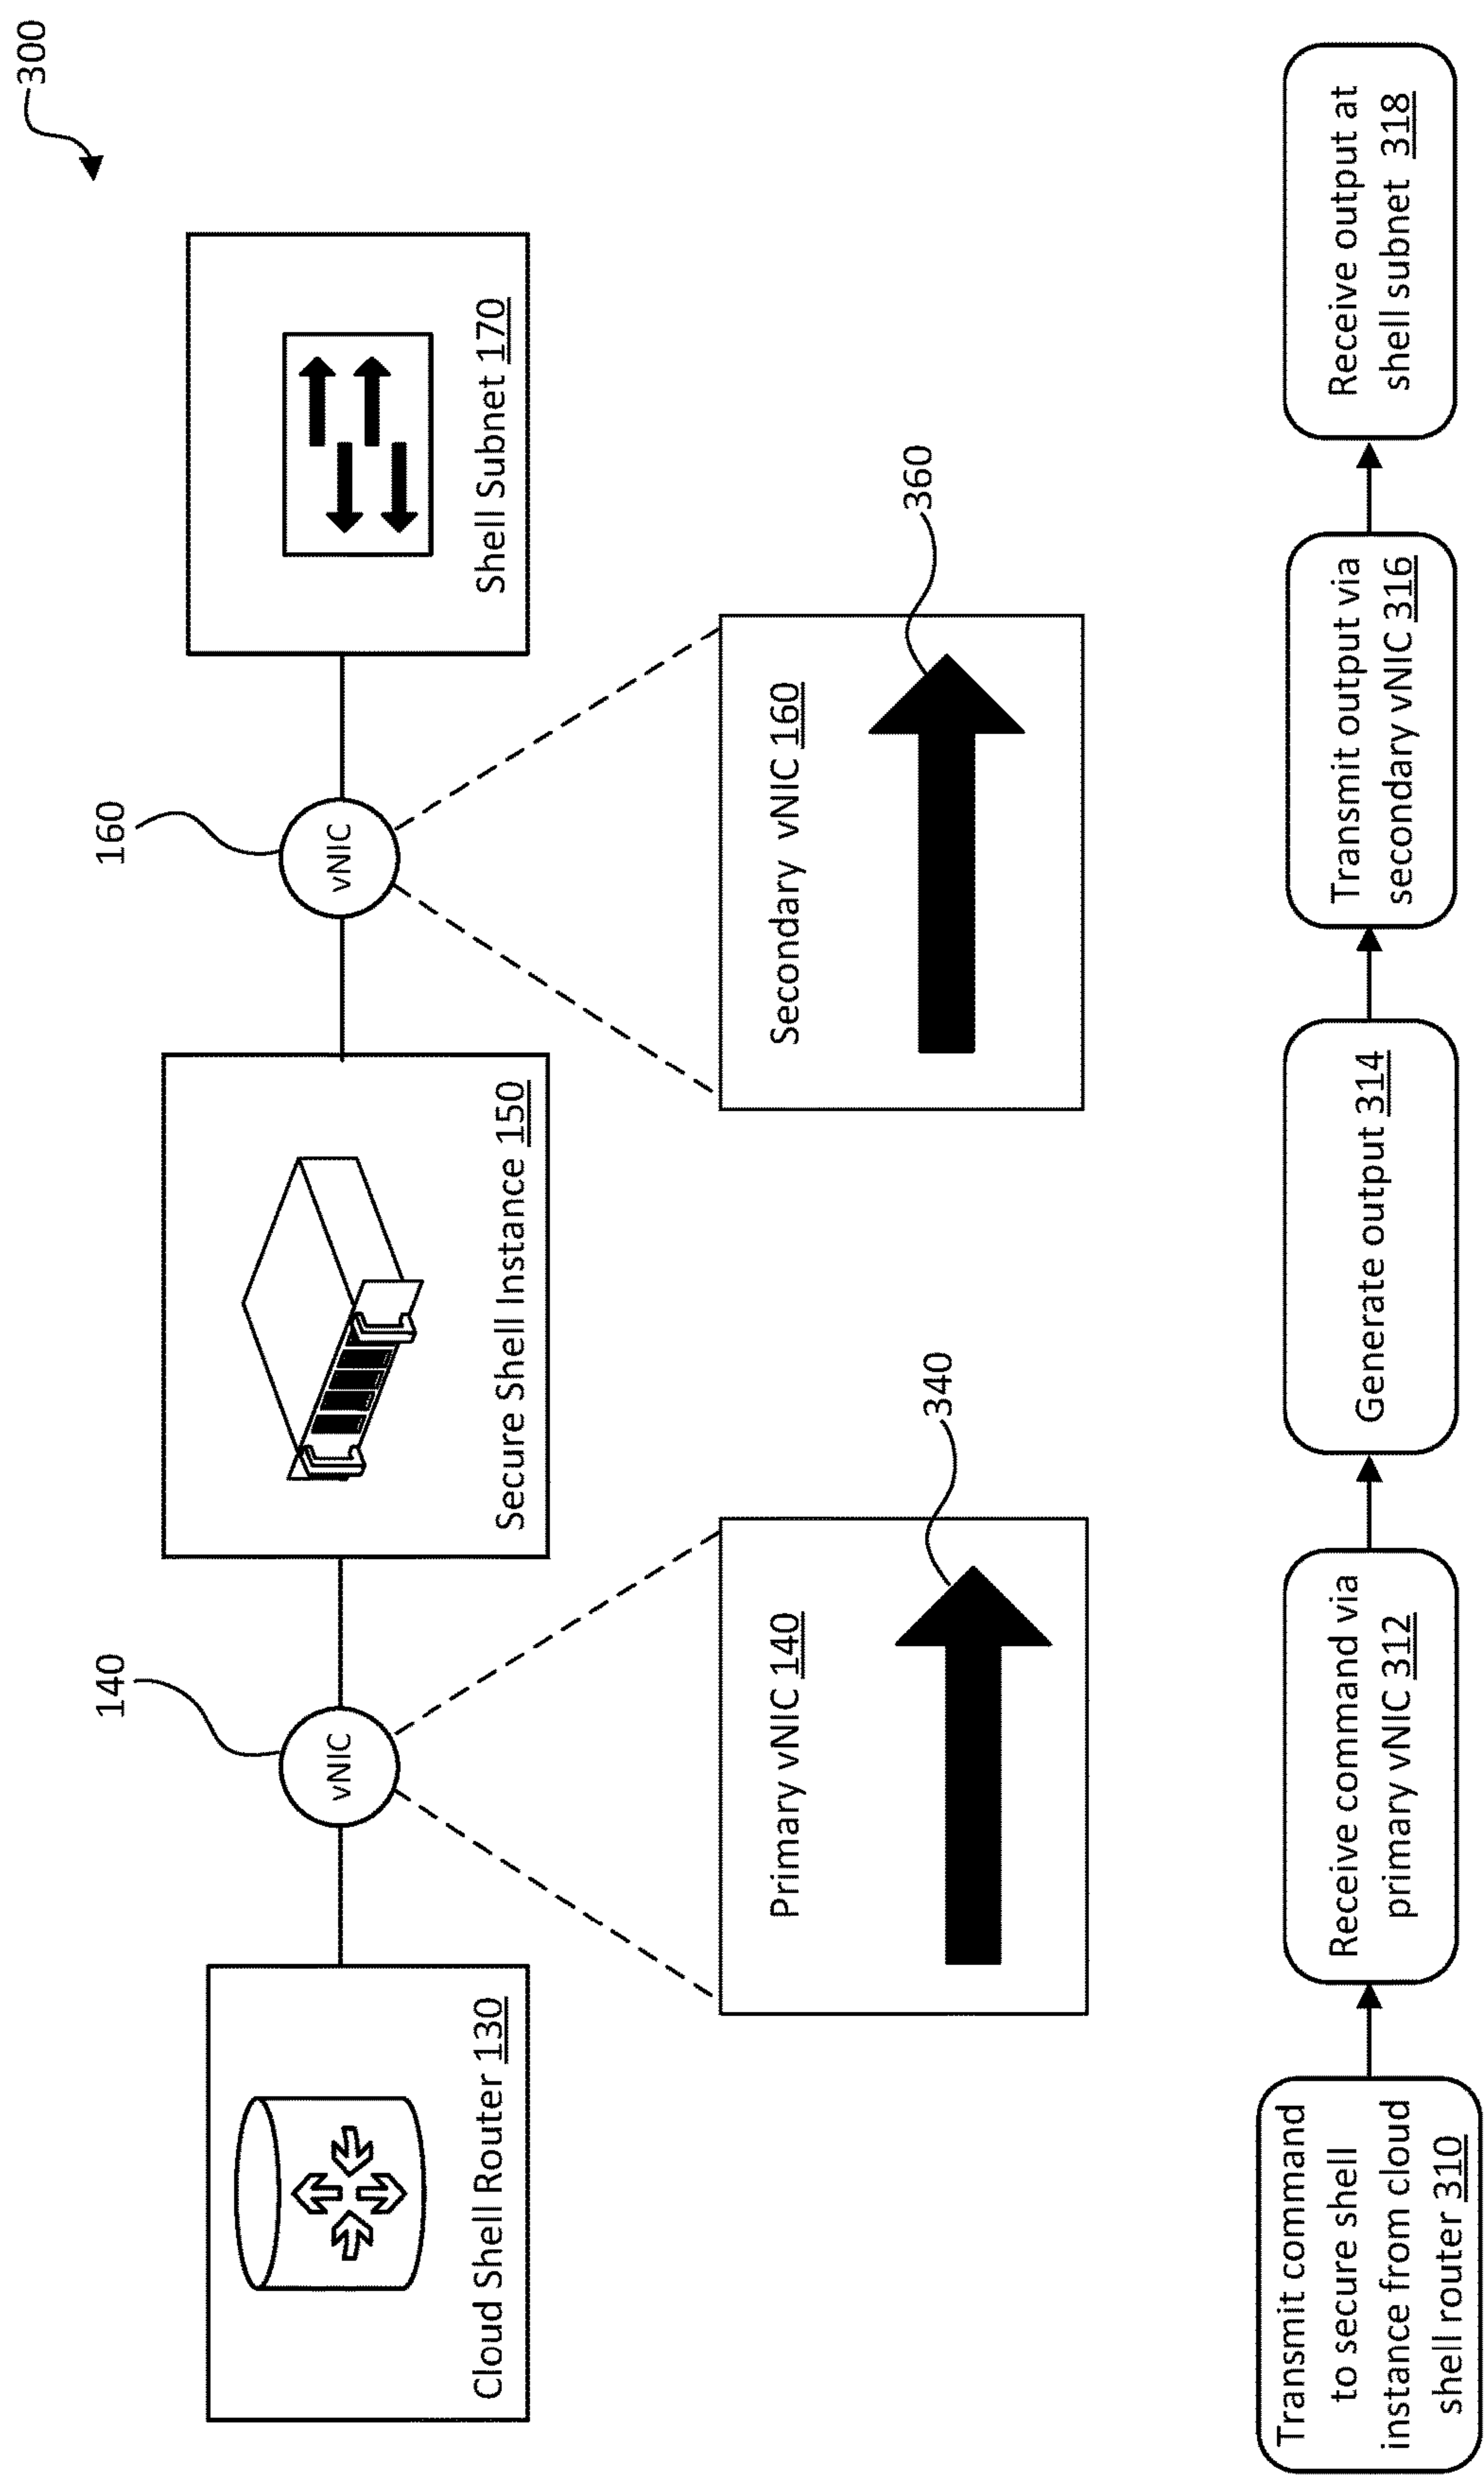 300
140
160
vNIC
vNIC
Cloud Shell Router 130
Secure Shell Instance 150
Shell Subnet 170
Primary vNIC 140
Secondary vNIC 160
340
360
Transmit command
to secure shell
instance from cloud
shell router 310
Receive command via
primary vNIC 312
Generate output 314
Transmit output via
secondary vNIC 316
Receive output at
shell subnet 318